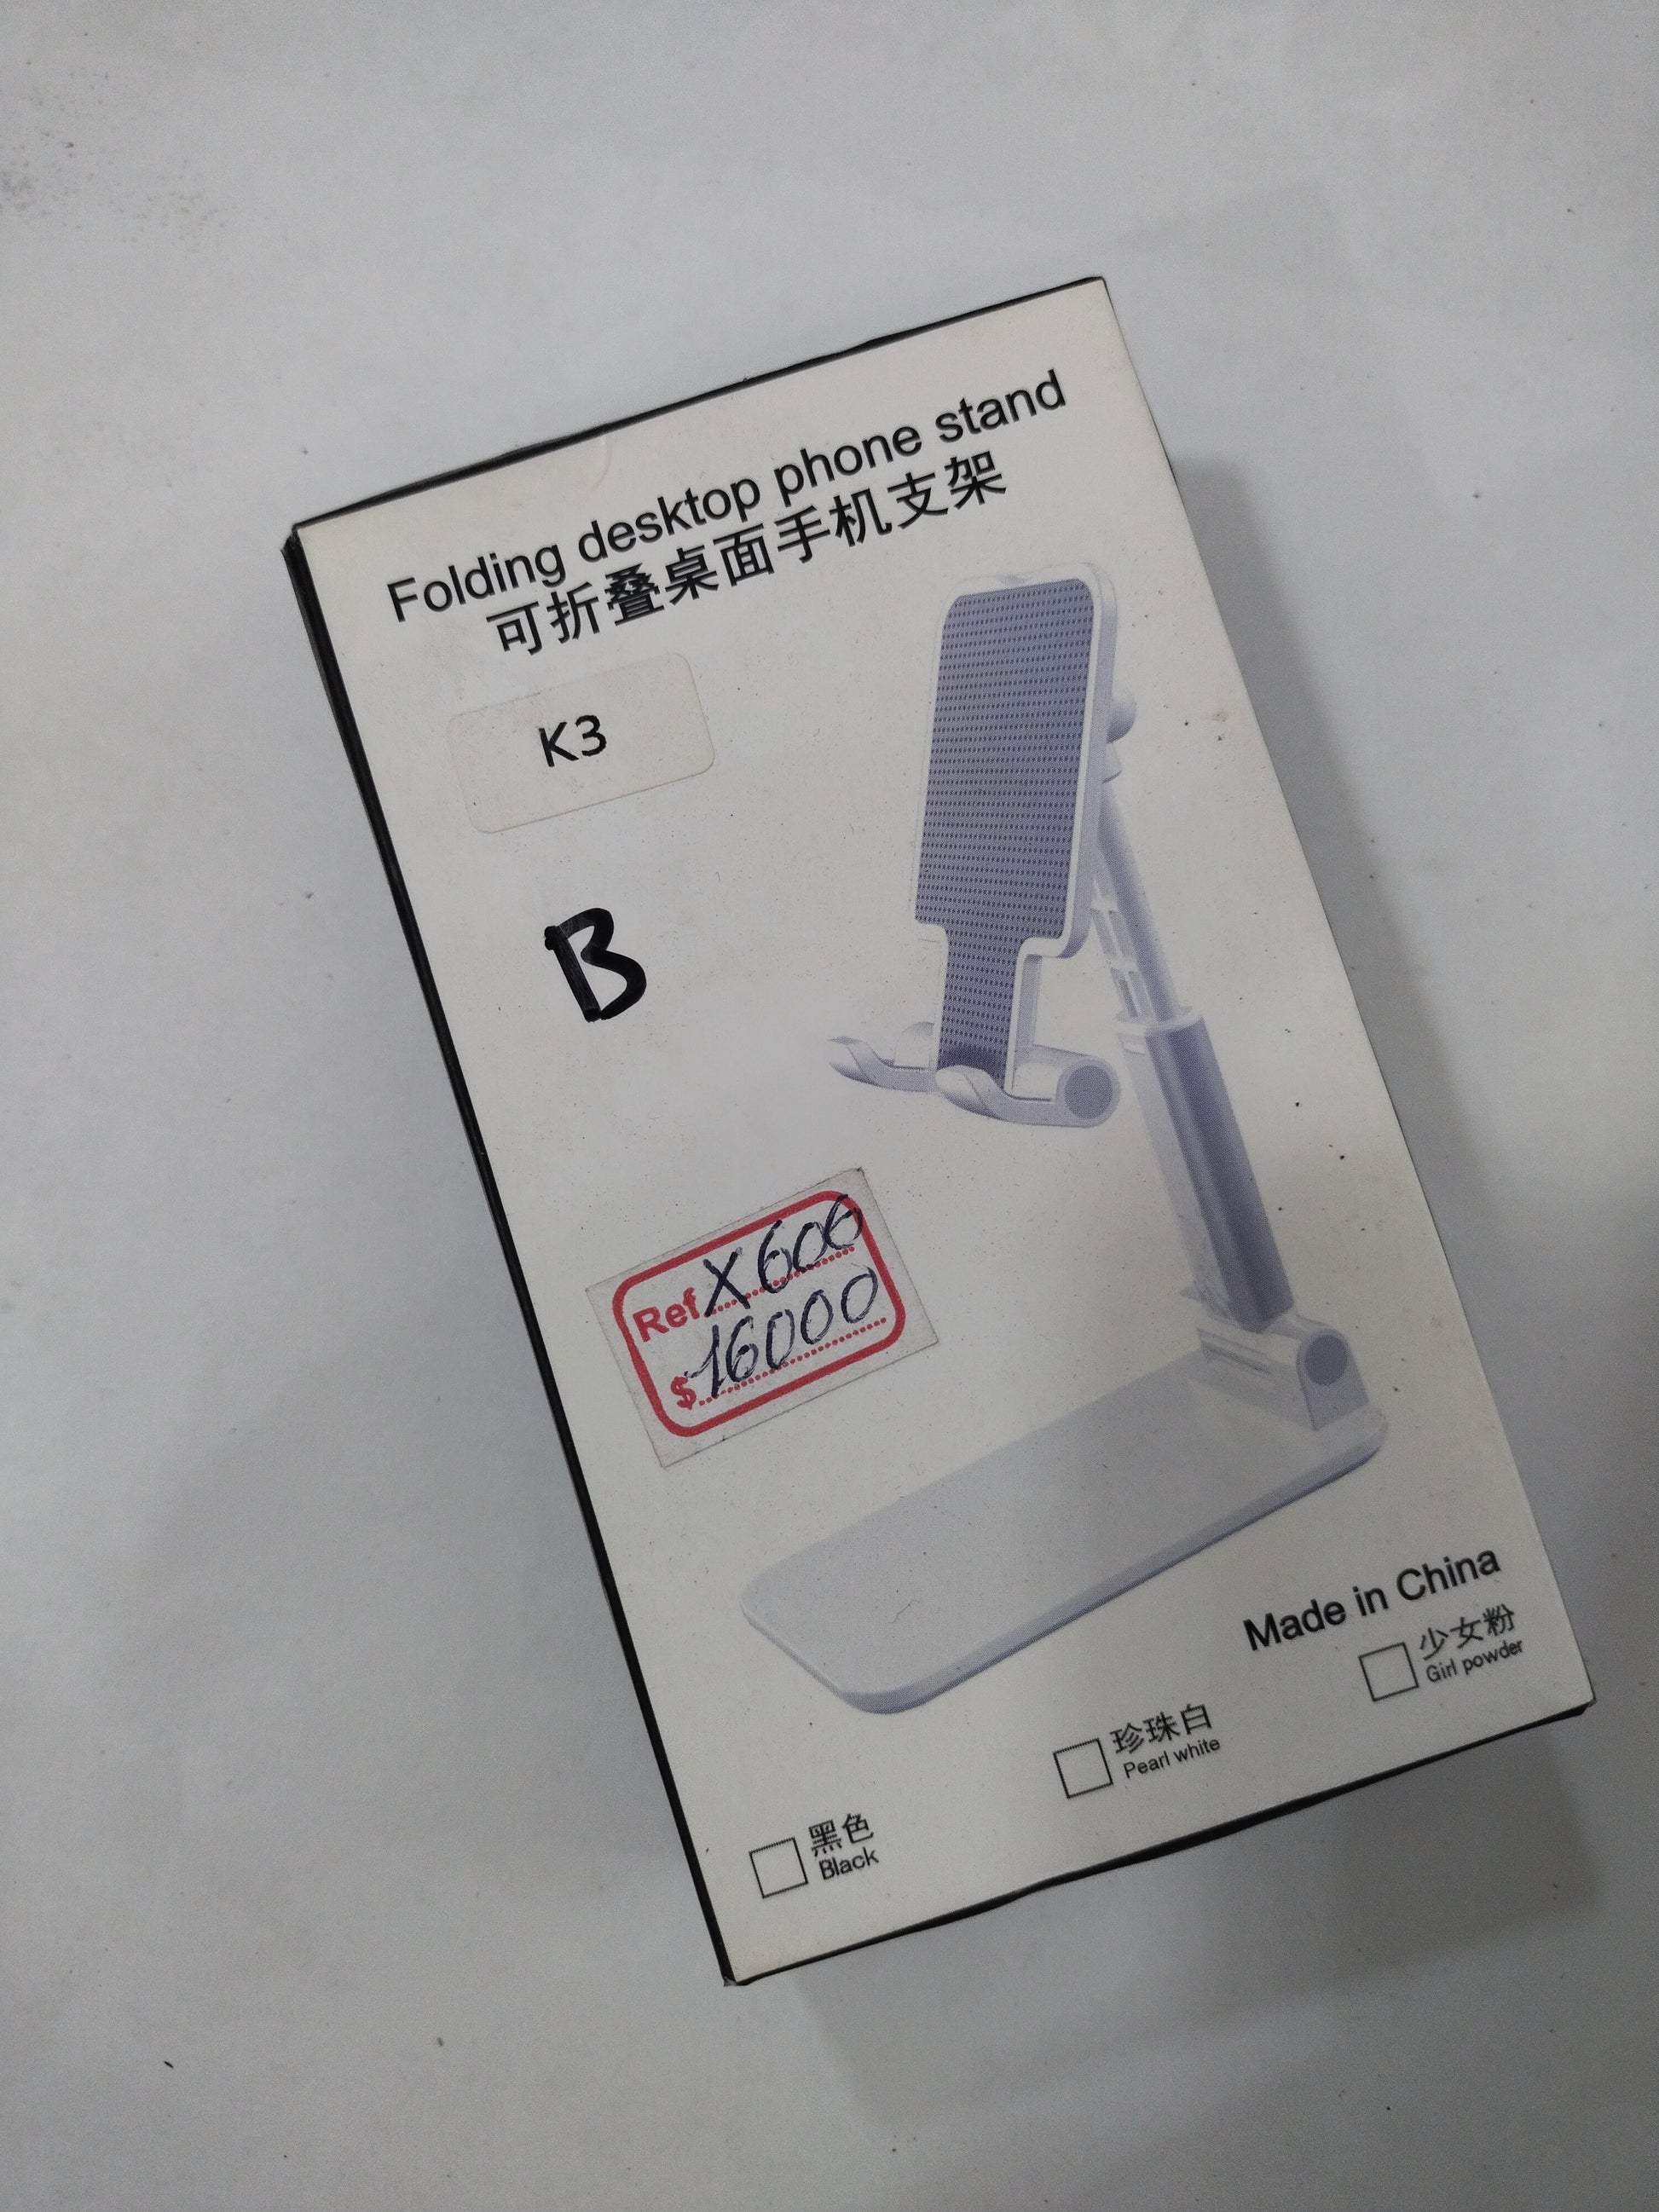 Folding desktop phone stand
可折叠桌面手机支架
K3
B
Ref X606
$ 16000
Made in China
黑色
Black
珍珠白
Pearl white
少女粉
Girl powder